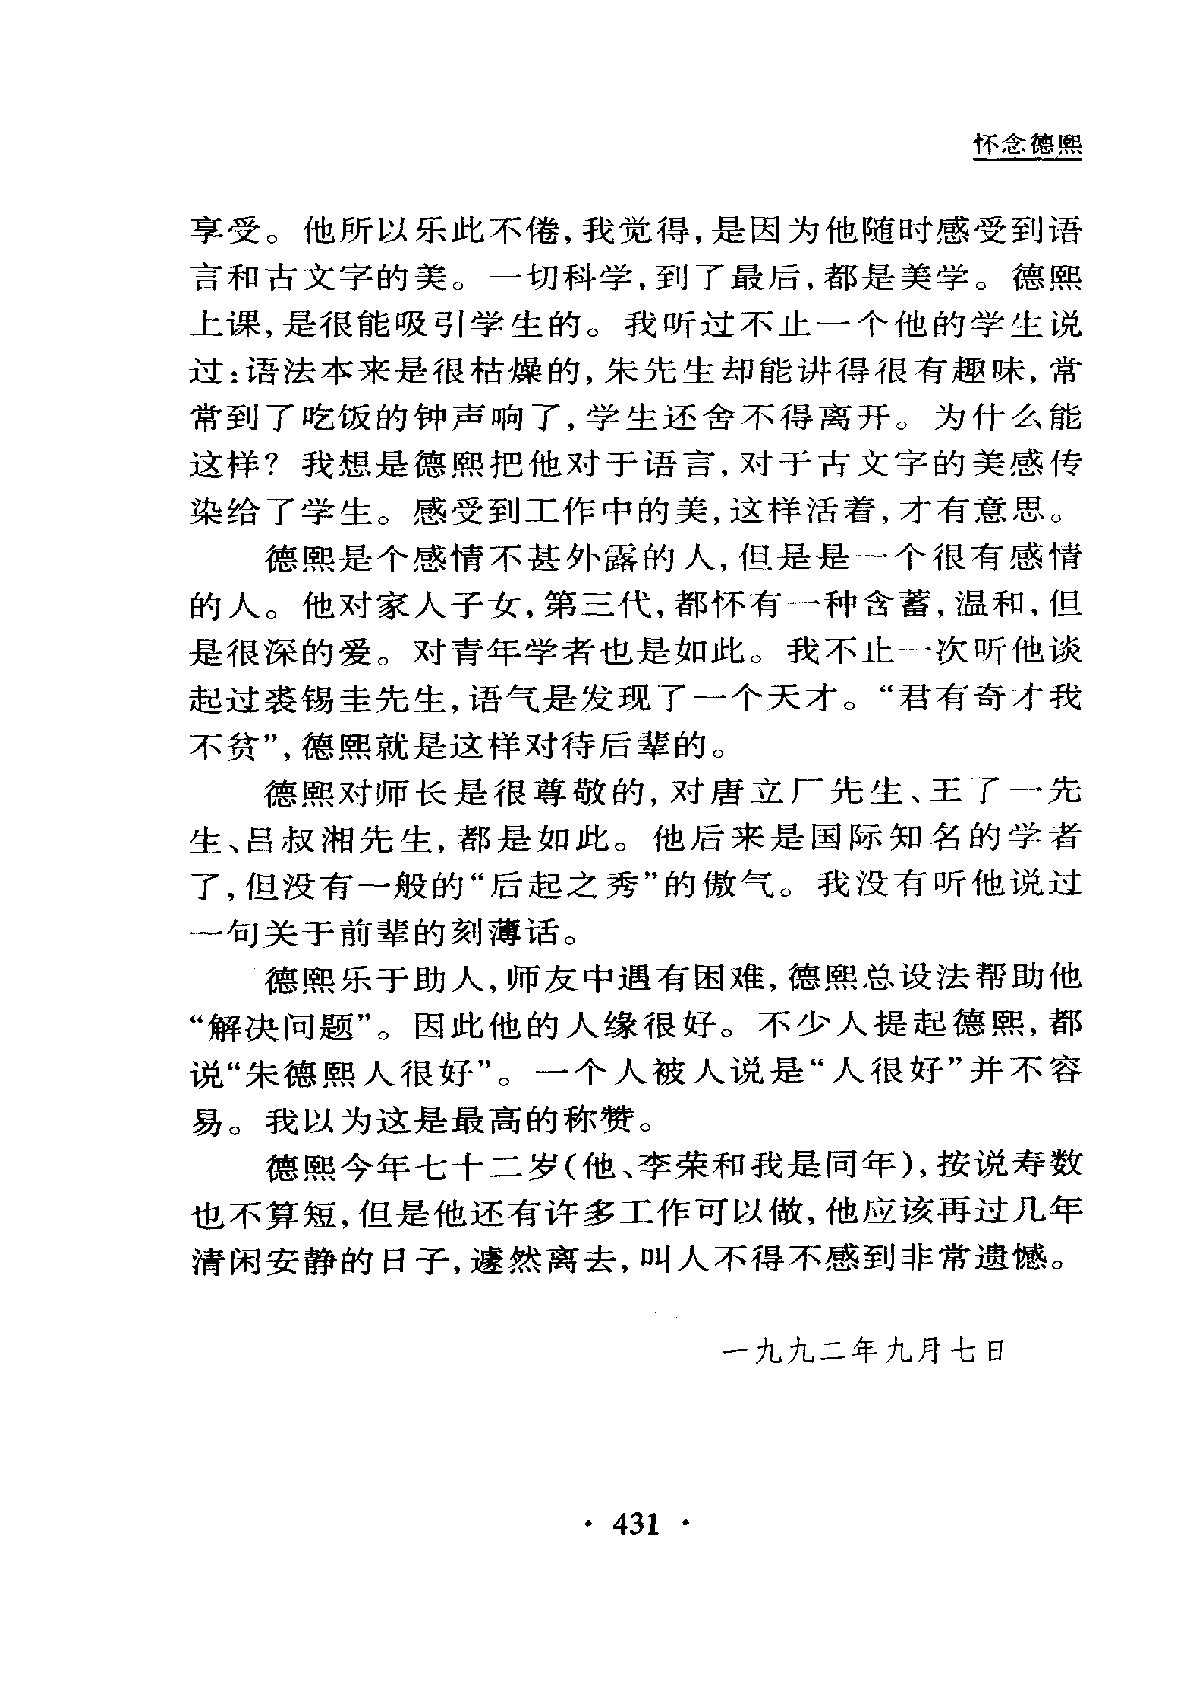 怀念德熙
享受。他所以乐此不倦,我觉得,是因为他随时感受到语
言和古文字的美。一切科学,到了最后,都是美学。德熙
上课,是很能吸引学生的。我听过不止一个他的学生说
过:语法本来是很枯燥的,朱先生却能讲得很有趣味,常
常到了吃饭的钟声响了,学生还舍不得离开。为什么能
这样?我想是德熙把他对于语言,对于古文字的美感传
染给了学生。感受到工作中的美,这样活着,才有意思。
德熙是个感情不甚外露的人,但是是一个很有感情
的人。他对家人子女,第三代,都怀有一种含蓄,温和,但
是很深的爱。对青年学者也是如此。我不止一次听他谈
起过裘锡圭先生,语气是发现了一个天才。“君有奇才我
不贫”,德熙就是这样对待后辈的。
德熙对师长是很尊敬的,对唐立厂先生、王了一先
生、吕叔湘先生,都是如此。他后来是国际知名的学者
了,但没有一般的“后起之秀”的傲气。我没有听他说过
一句关于前辈的刻薄话。
德熙乐于助人,师友中遇有困难,德熙总设法帮助他
“解决问题”。因此他的人缘很好。不少人提起德熙,都
说“朱德熙人很好”。一个人被人说是“人很好”并不容
易。我以为这是最高的称赞。
德熙今年七十二岁(他、李荣和我是同年),按说寿数
也不算短,但是他还有许多工作可以做,他应该再过几年
清闲安静的日子,遽然离去,叫人不得不感到非常遗憾。
一九九二年九月七日
· 431 ·